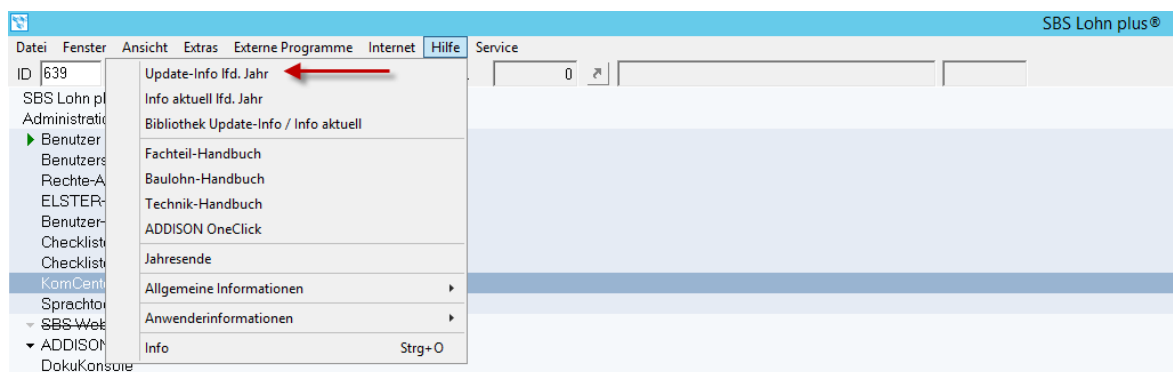 SBS Lohn plus®
Datei Fenster Ansicht Extras Externe Programme Internet Hilfe Service
ID 639 0
Update-Info lfd. Jahr
Info aktuell lfd. Jahr
Bibliothek Update-Info / Info aktuell
Fachteil-Handbuch
Baulohn-Handbuch
Technik-Handbuch
ADDISON OneClick
Jahresende
Allgemeine Informationen
Anwenderinformationen
Info Strg+O
SBS Lohn pl
Administratio
Benutzer
Benutzers
Rechte-A
ELSTER-
Benutzer-
Checkliste
Checkliste
KomCent
Sprachto
SBS Web
ADDISON
DokuKonsole